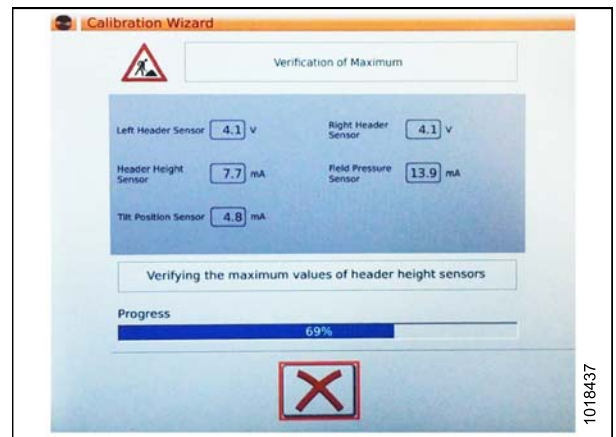 Calibration Wizard
Verification of Maximum
Left Header Sensor 4.1 V
Right Header Sensor 4.1 V
Header Height Sensor 7.7 mA
Field Pressure Sensor 13.9 mA
Tilt Position Sensor 4.8 mA
Verifying the maximum values of header height sensors
Progress
69%
1018437